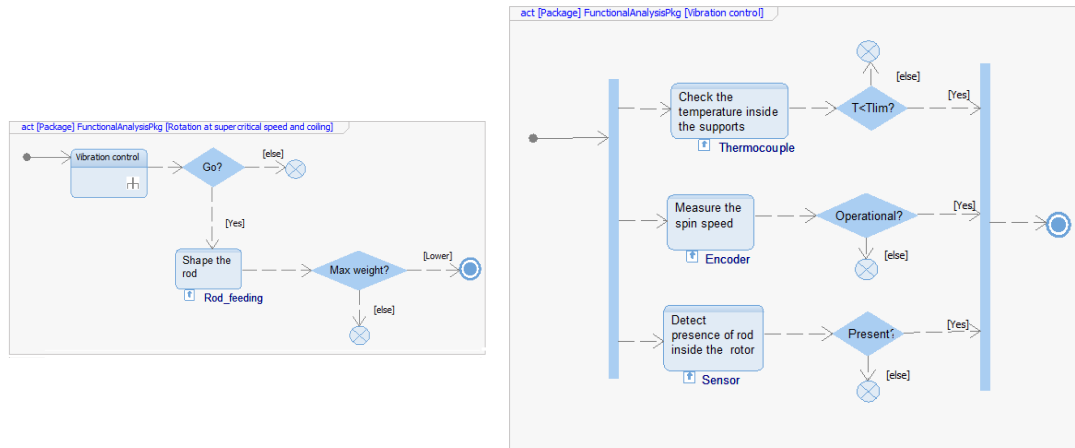 act [Package] FunctionalAnalysisPkg [Rotation at super critical speed and coiling]
Vibration control
Go?
[else]
[Yes]
Shape the
rod
Rod_feeding
Max weight?
[Lower]
[else]
act [Package] FunctionalAnalysisPkg [Vibration control]
Check the
temperature inside
the supports
Thermocouple
T<Tlim?
[else]
[Yes]
Measure the
spin speed
Encoder
Operational?
[Yes]
[else]
Detect
presence of rod
inside the rotor
Sensor
Present?
[Yes]
[else]